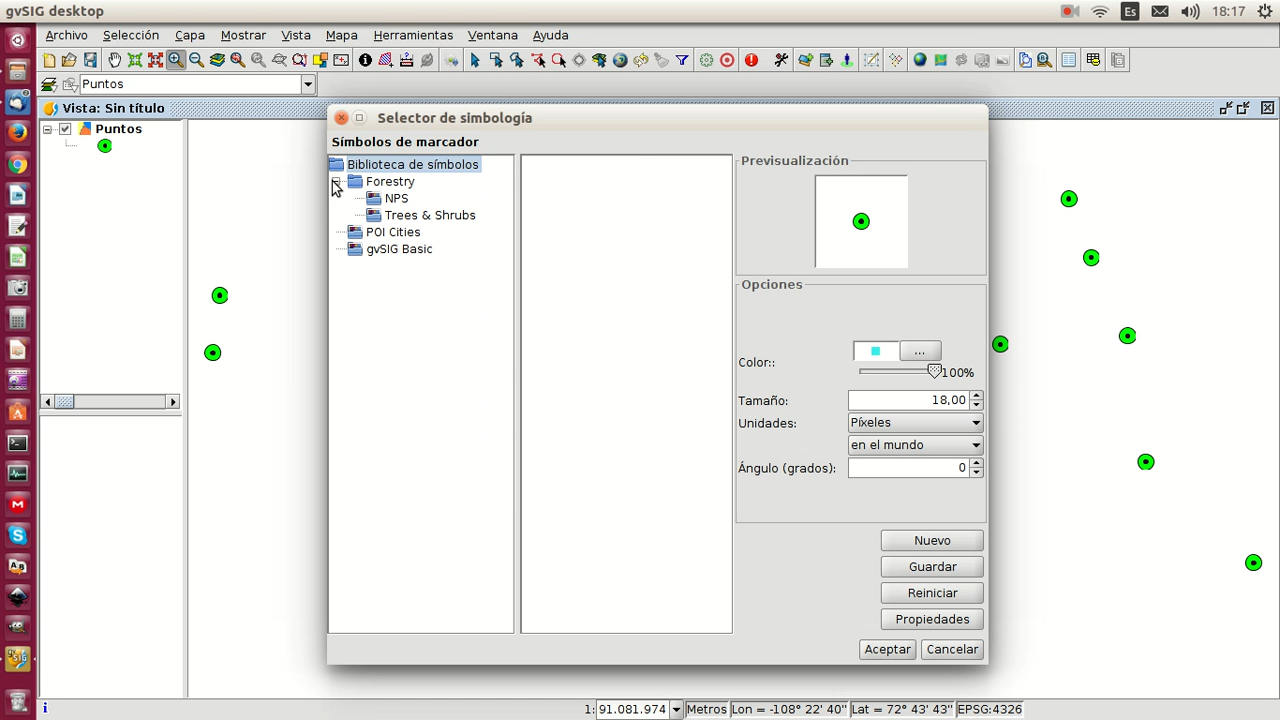 gvSIG desktop
Es
18:17
Archivo Selección Capa Mostrar Vista Mapa Herramientas Ventana Ayuda
Puntos
Vista: Sin título
Puntos
Selector de simbología
Símbolos de marcador
Biblioteca de símbolos
Forestry
NPS
Trees & Shrubs
POI Cities
gvSIG Basic
Previsualización
Opciones
Color::
...
100%
Tamaño: 18,00
Unidades: Píxeles
en el mundo
Ángulo (grados): 0
Nuevo
Guardar
Reiniciar
Propiedades
Aceptar Cancelar
1: 91.081.974 Metros Lon = -108° 22' 40" Lat = 72° 43' 43" EPSG:4326